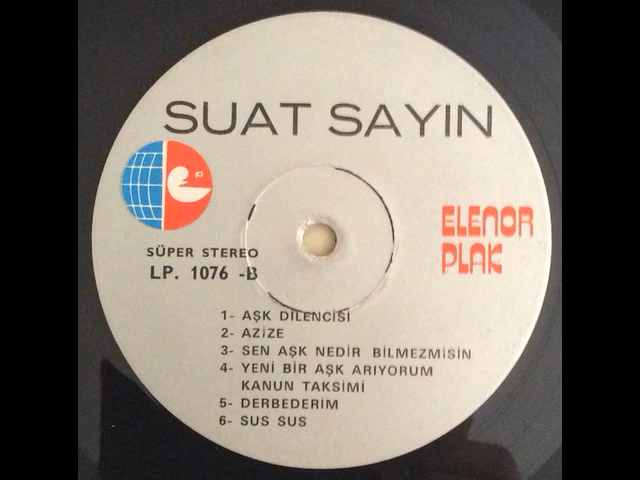 SUAT SAYIN
ELENOR
PLAK
SÜPER STEREO
LP. 1076 -B
1- AŞK DİLENCİSİ
2- AZİZE
3- SEN AŞK NEDİR BİLMEZMİSİN
4- YENİ BİR AŞK ARIYORUM
KANUN TAKSİMİ
5- DERBEDERİM
6- SUS SUS